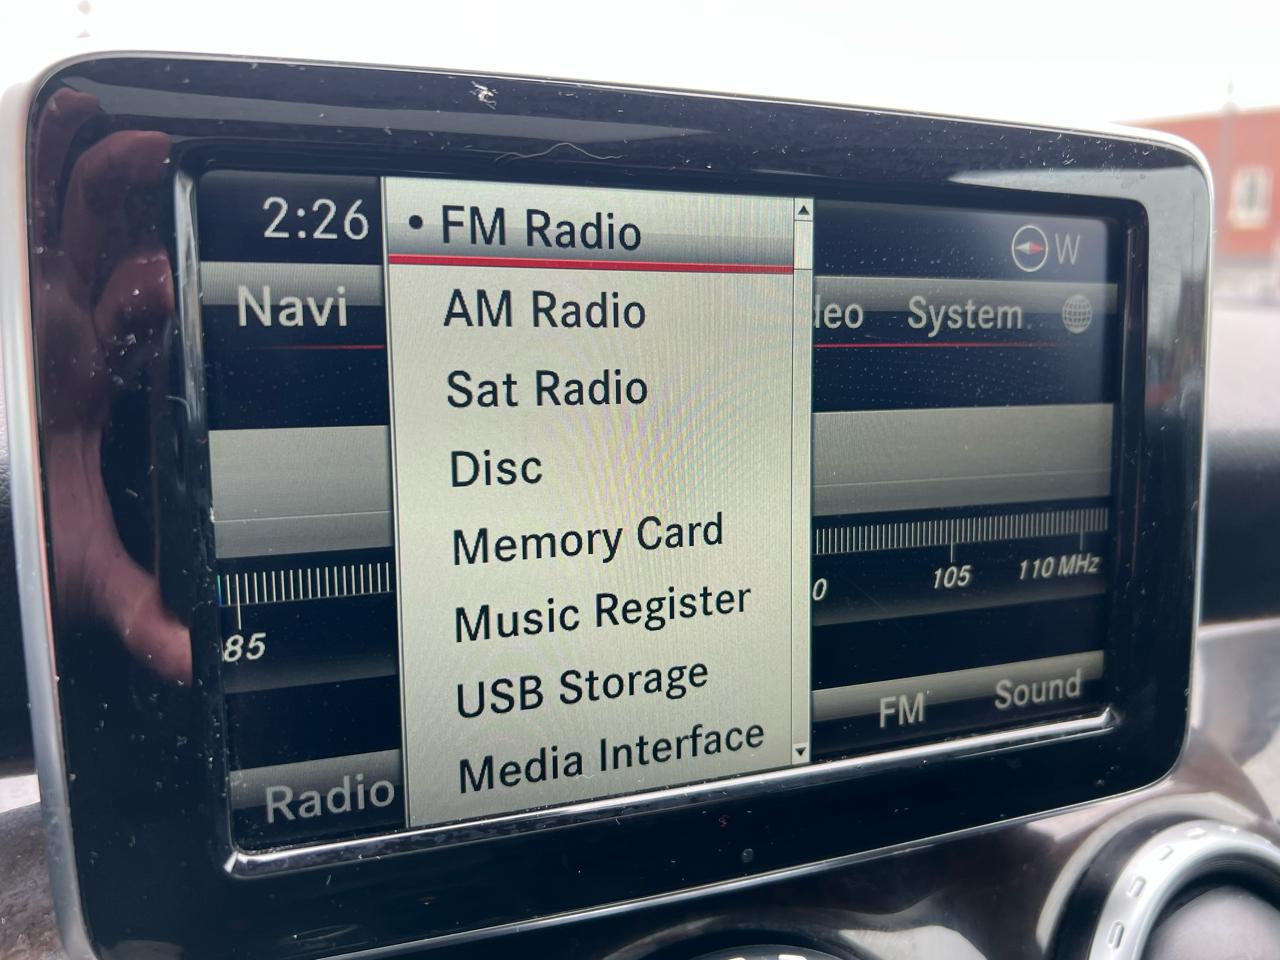 2:26
W
Navi
System
• FM Radio
AM Radio
Sat Radio
Disc
Memory Card
Music Register
USB Storage
Media Interface
85
105
110 MHz
Radio
FM
Sound